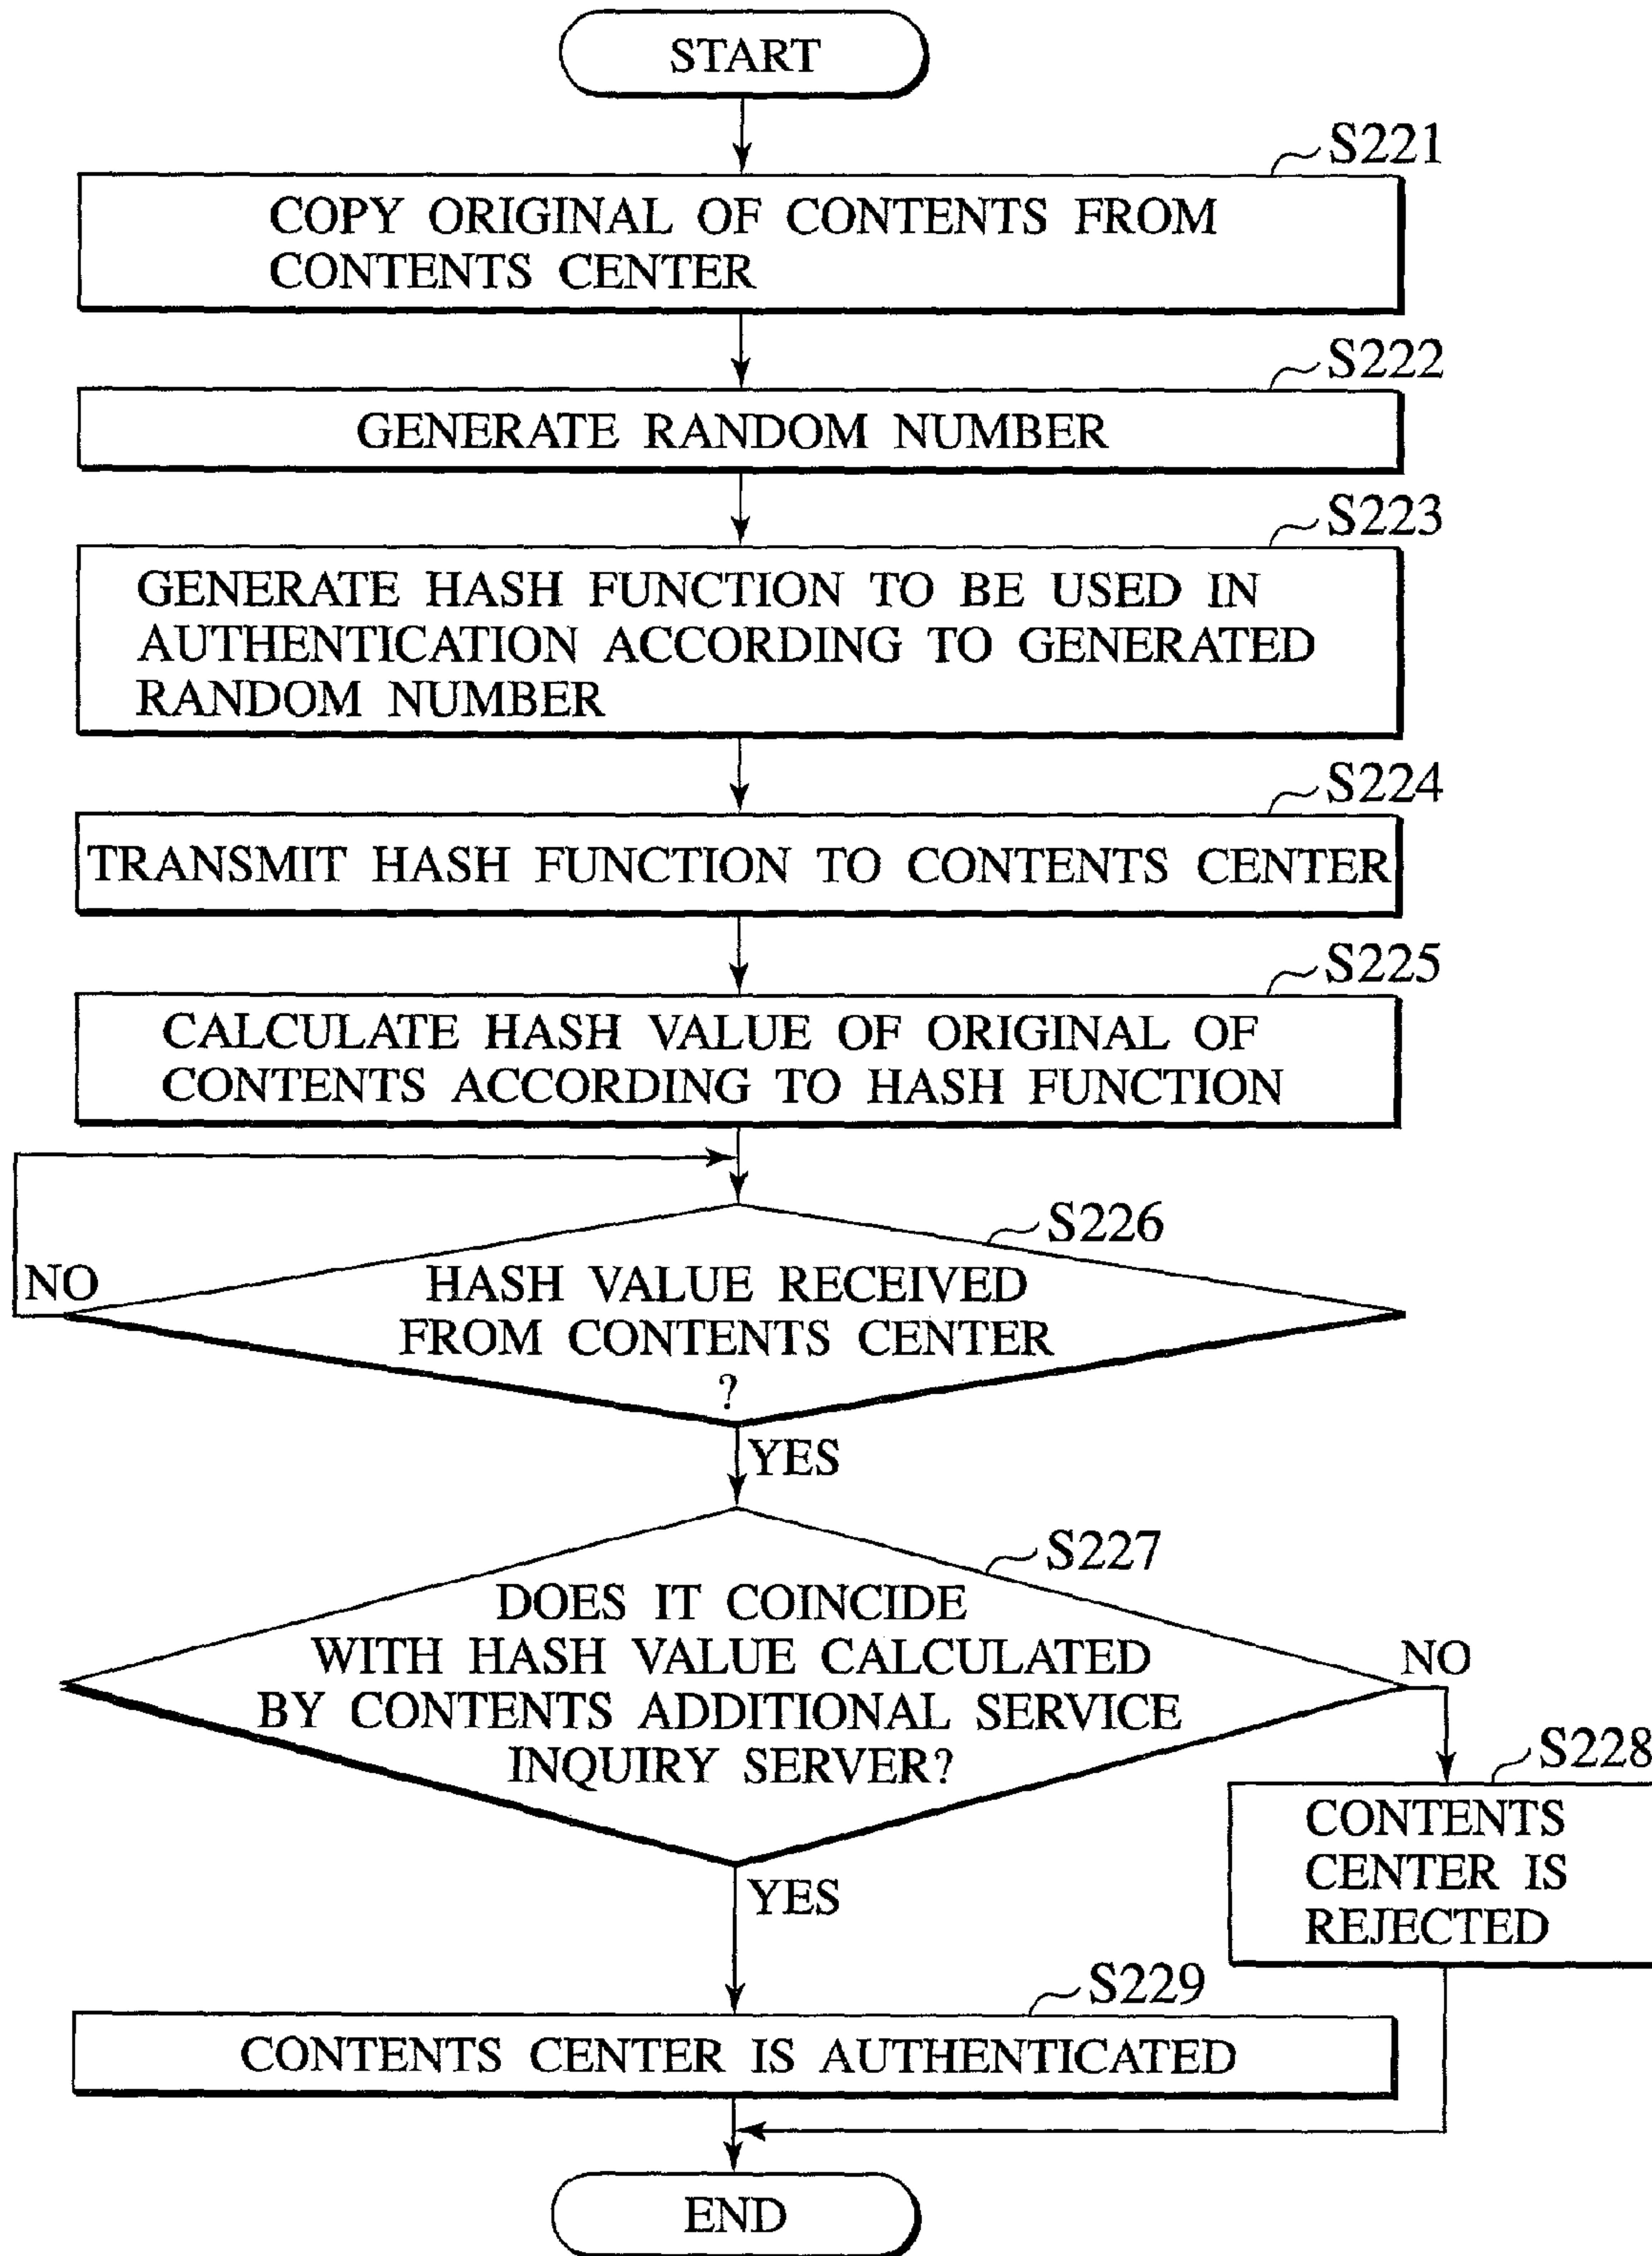 START
S221
COPY ORIGINAL OF CONTENTS FROM
CONTENTS CENTER
S222
GENERATE RANDOM NUMBER
S223
GENERATE HASH FUNCTION TO BE USED IN
AUTHENTICATION ACCORDING TO GENERATED
RANDOM NUMBER
S224
TRANSMIT HASH FUNCTION TO CONTENTS CENTER
S225
CALCULATE HASH VALUE OF ORIGINAL OF
CONTENTS ACCORDING TO HASH FUNCTION
S226
NO
HASH VALUE RECEIVED
FROM CONTENTS CENTER
?
YES
S227
DOES IT COINCIDE
WITH HASH VALUE CALCULATED
BY CONTENTS ADDITIONAL SERVICE
INQUIRY SERVER?
NO
S228
CONTENTS
CENTER IS
REJECTED
YES
S229
CONTENTS CENTER IS AUTHENTICATED
END